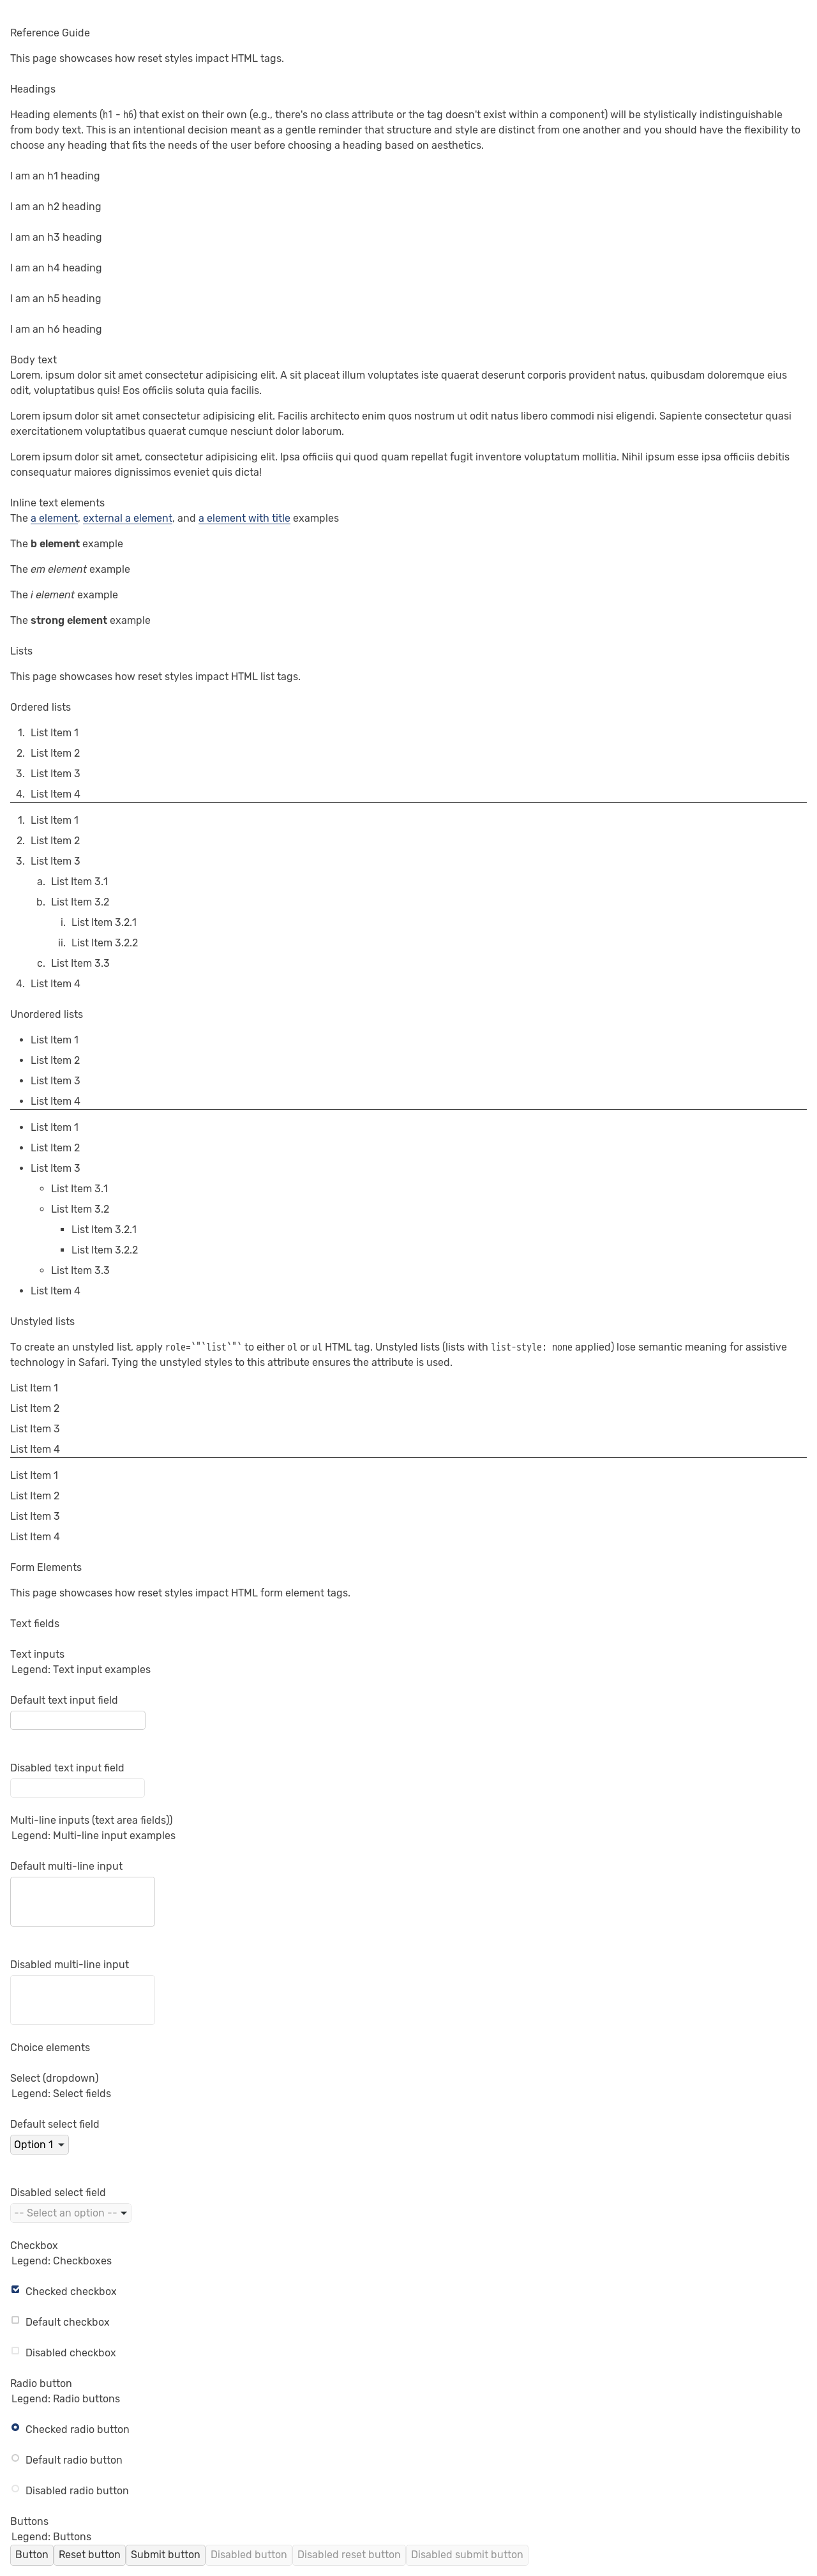 Reference Guide
This page showcases how reset styles impact HTML tags.
Headings
Heading elements (h1 - h6) that exist on their own (e.g., there's no class attribute or the tag doesn't exist within a component) will be stylistically indistinguishable
from body text. This is an intentional decision meant as a gentle reminder that structure and style are distinct from one another and you should have the flexibility to
choose any heading that fits the needs of the user before choosing a heading based on aesthetics.
I am an h1 heading
I am an h2 heading
I am an h3 heading
I am an h4 heading
I am an h5 heading
I am an h6 heading
Body text
Lorem, ipsum dolor sit amet consectetur adipisicing elit. A sit placeat illum voluptates iste quaerat deserunt corporis provident natus, quibusdam doloremque eius
odit, voluptatibus quis! Eos officiis soluta quia facilis.
Lorem ipsum dolor sit amet consectetur adipisicing elit. Facilis architecto enim quos nostrum ut odit natus libero commodi nisi eligendi. Sapiente consectetur quasi
exercitationem voluptatibus quaerat cumque nesciunt dolor laborum.
Lorem ipsum dolor sit amet, consectetur adipisicing elit. Ipsa officiis qui quod quam repellat fugit inventore voluptatum mollitia. Nihil ipsum esse ipsa officiis debitis
consequatur maiores dignissimos eveniet quis dicta!
Inline text elements
The a element, external a element, and a element with title examples
The b element example
The em element example
The i element example
The strong element example
Lists
This page showcases how reset styles impact HTML list tags.
Ordered lists
1. List Item 1
2. List Item 2
3. List Item 3
4. List Item 4
1. List Item 1
2. List Item 2
3. List Item 3
a. List Item 3.1
b. List Item 3.2
i. List Item 3.2.1
ii. List Item 3.2.2
c. List Item 3.3
4. List Item 4
Unordered lists
• List Item 1
• List Item 2
• List Item 3
• List Item 4
• List Item 1
• List Item 2
• List Item 3
◦ List Item 3.1
◦ List Item 3.2
▪ List Item 3.2.1
▪ List Item 3.2.2
◦ List Item 3.3
• List Item 4
Unstyled lists
To create an unstyled list, apply role=`"`list`"` to either ol or ul HTML tag. Unstyled lists (lists with list-style: none applied) lose semantic meaning for assistive
technology in Safari. Tying the unstyled styles to this attribute ensures the attribute is used.
List Item 1
List Item 2
List Item 3
List Item 4
List Item 1
List Item 2
List Item 3
List Item 4
Form Elements
This page showcases how reset styles impact HTML form element tags.
Text fields
Text inputs
Legend: Text input examples
Default text input field
Disabled text input field
Multi-line inputs (text area fields))
Legend: Multi-line input examples
Default multi-line input
Disabled multi-line input
Choice elements
Select (dropdown)
Legend: Select fields
Default select field
Option 1
Disabled select field
-- Select an option --
Checkbox
Legend: Checkboxes
Checked checkbox
Default checkbox
Disabled checkbox
Radio button
Legend: Radio buttons
Checked radio button
Default radio button
Disabled radio button
Buttons
Legend: Buttons
Button Reset button Submit button Disabled button Disabled reset button Disabled submit button